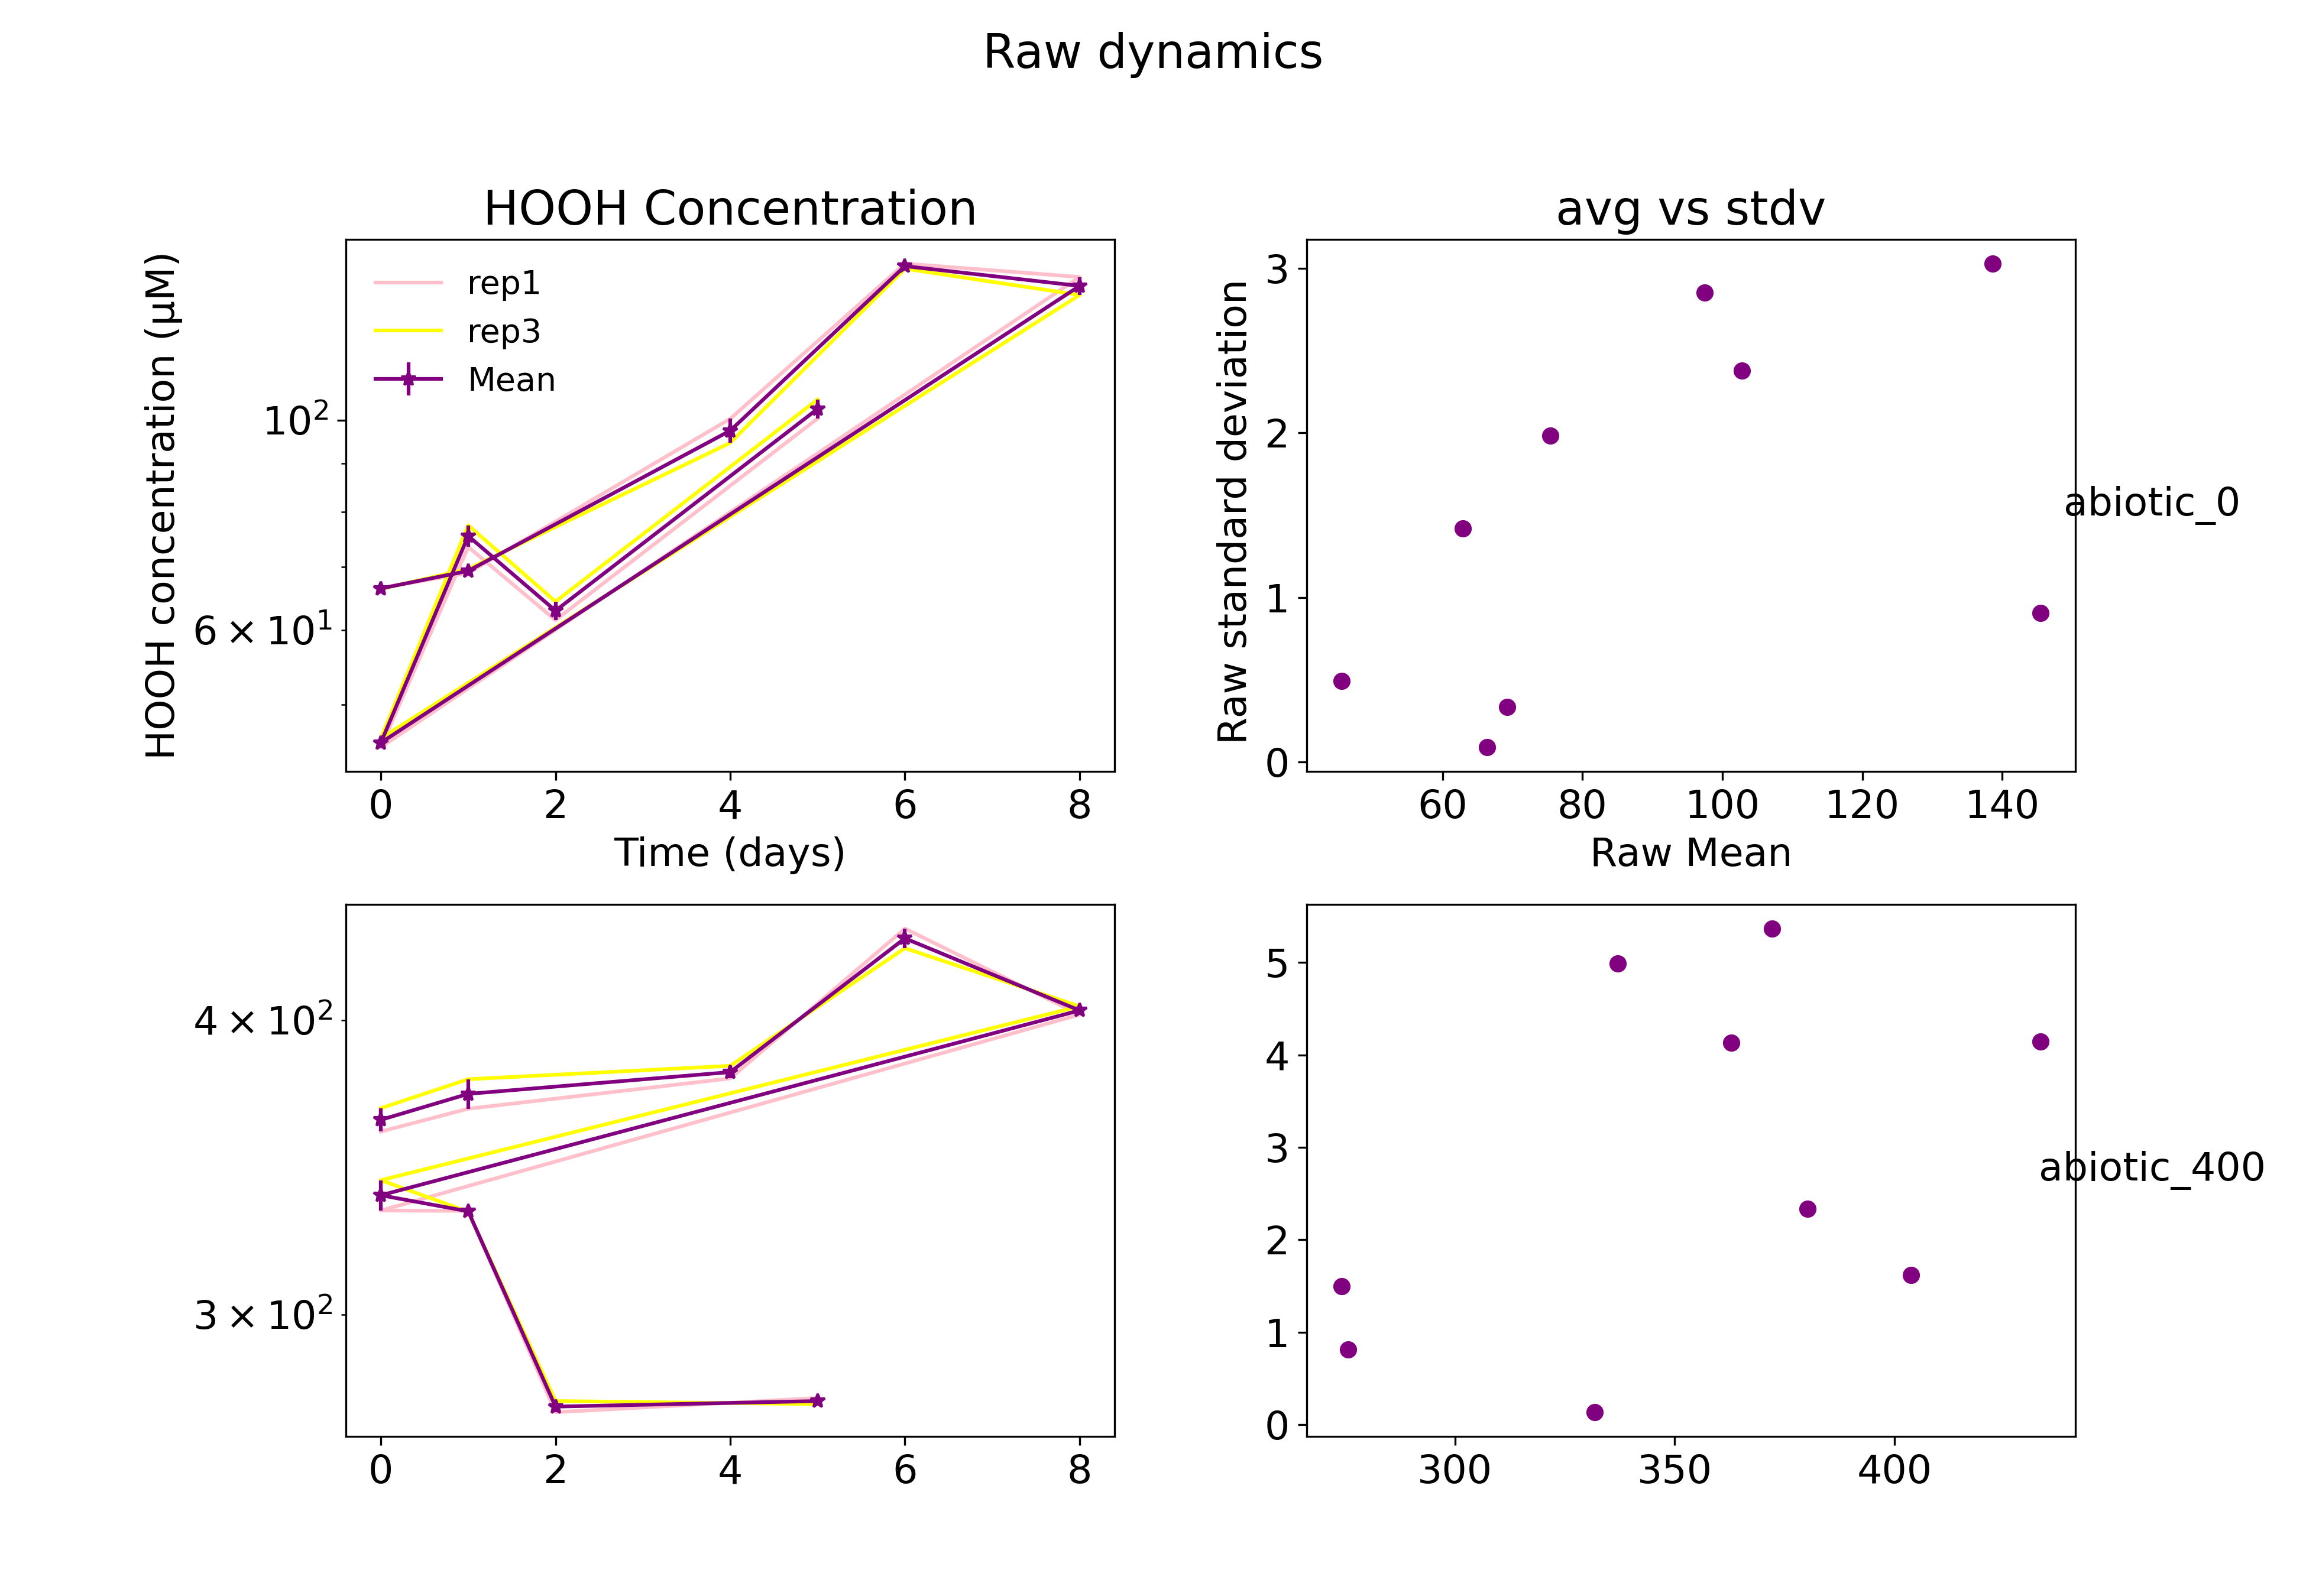 Raw dynamics
HOOH Concentration
avg vs stdv
HOOH concentration (μM)
rep1
rep3
Mean
10²
6×10¹
0 2 4 6 8
Time (days)
Raw standard deviation
3
2
1
0
60 80 100 120 140
Raw Mean
abiotic_0
4×10²
3×10²
0 2 4 6 8
5
4
3
2
1
0
300 350 400
abiotic_400